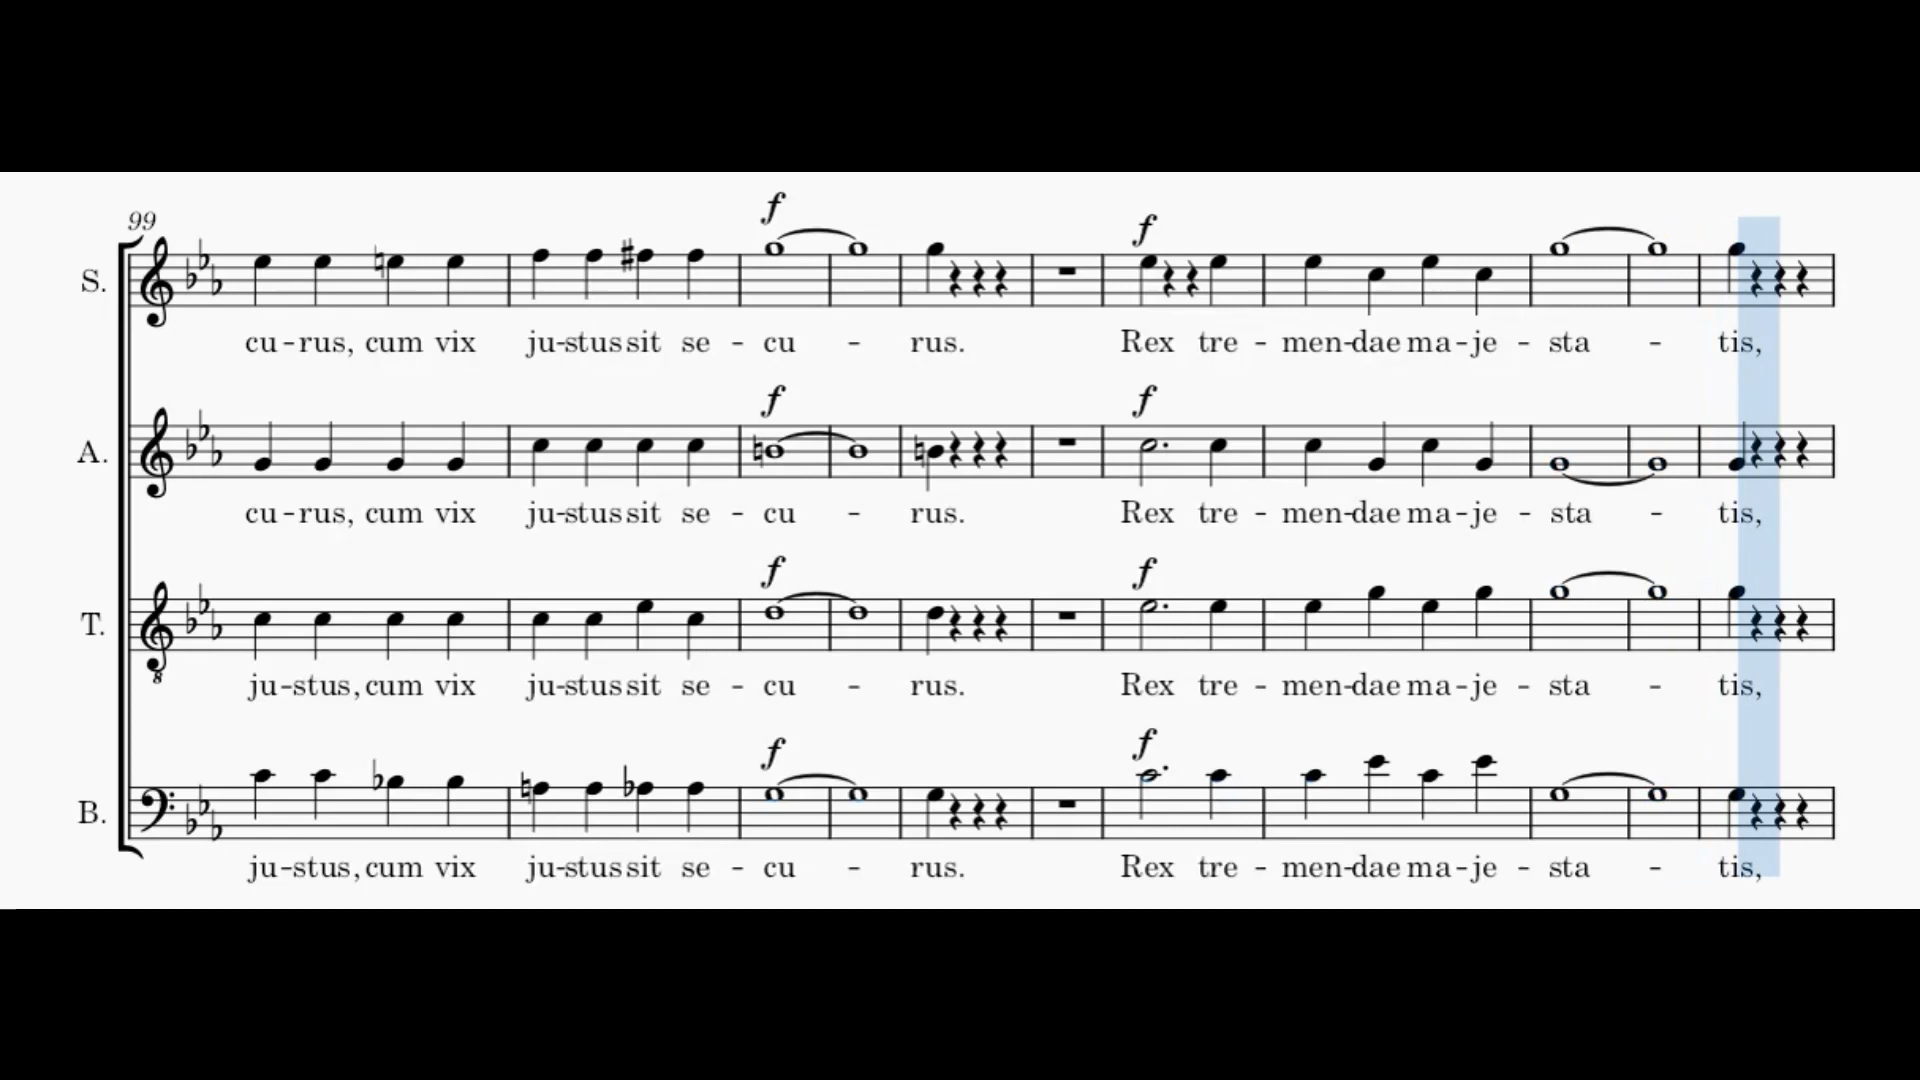 99
f
f
S.
cu-rus, cum vix ju-stus sit se - cu - rus. Rex tre - men-dae ma-je - sta - tis,
f
f
A.
cu-rus, cum vix ju-stus sit se - cu - rus. Rex tre - men-dae ma-je - sta - tis,
f
f
T.
8
ju-stus, cum vix ju-stus sit se - cu - rus. Rex tre - men-dae ma-je - sta - tis,
f
f
B.
ju-stus, cum vix ju-stus sit se - cu - rus. Rex tre - men-dae ma-je - sta - tis,